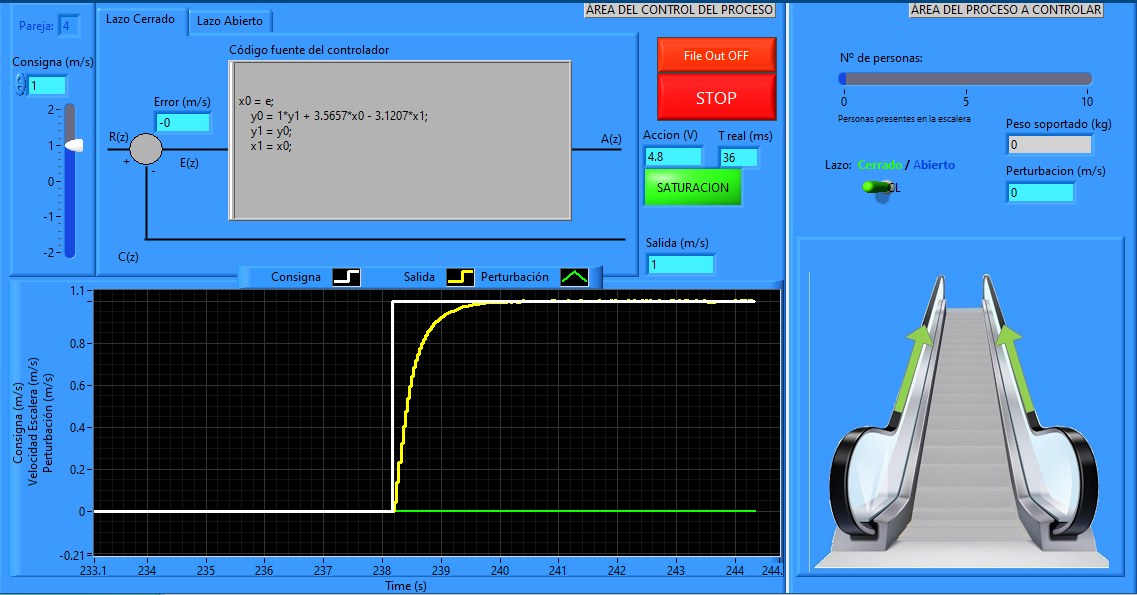 Pareja: 4
Lazo Cerrado
Lazo Abierto
ÁREA DEL CONTROL DEL PROCESO
Consigna (m/s)
1
2
1
0
-1
-2
Código fuente del controlador
x0 = e;
y0 = 1*y1 + 3.5657*x0 - 3.1207*x1;
y1 = y0;
x1 = x0;
Error (m/s)
-0
R(z)
+
-
E(z)
A(z)
C(z)
File Out OFF
STOP
Accion (V)
4.8
T real (ms)
36
SATURACION
Salida (m/s)
1
Consigna
Salida
Perturbación
Consigna (m/s)
Velocidad Escalera (m/s)
Perturbación (m/s)
1.1
0.8
0.6
0.4
0.2
0
-0.21
233.1 234 235 236 237 238 239 240 241 242 243 244 244.
Time (s)
ÁREA DEL PROCESO A CONTROLAR
Nº de personas:
0 5 10
Personas presentes en la escalera
Peso soportado (kg)
0
Lazo: Cerrado / Abierto
OL
Perturbacion (m/s)
0